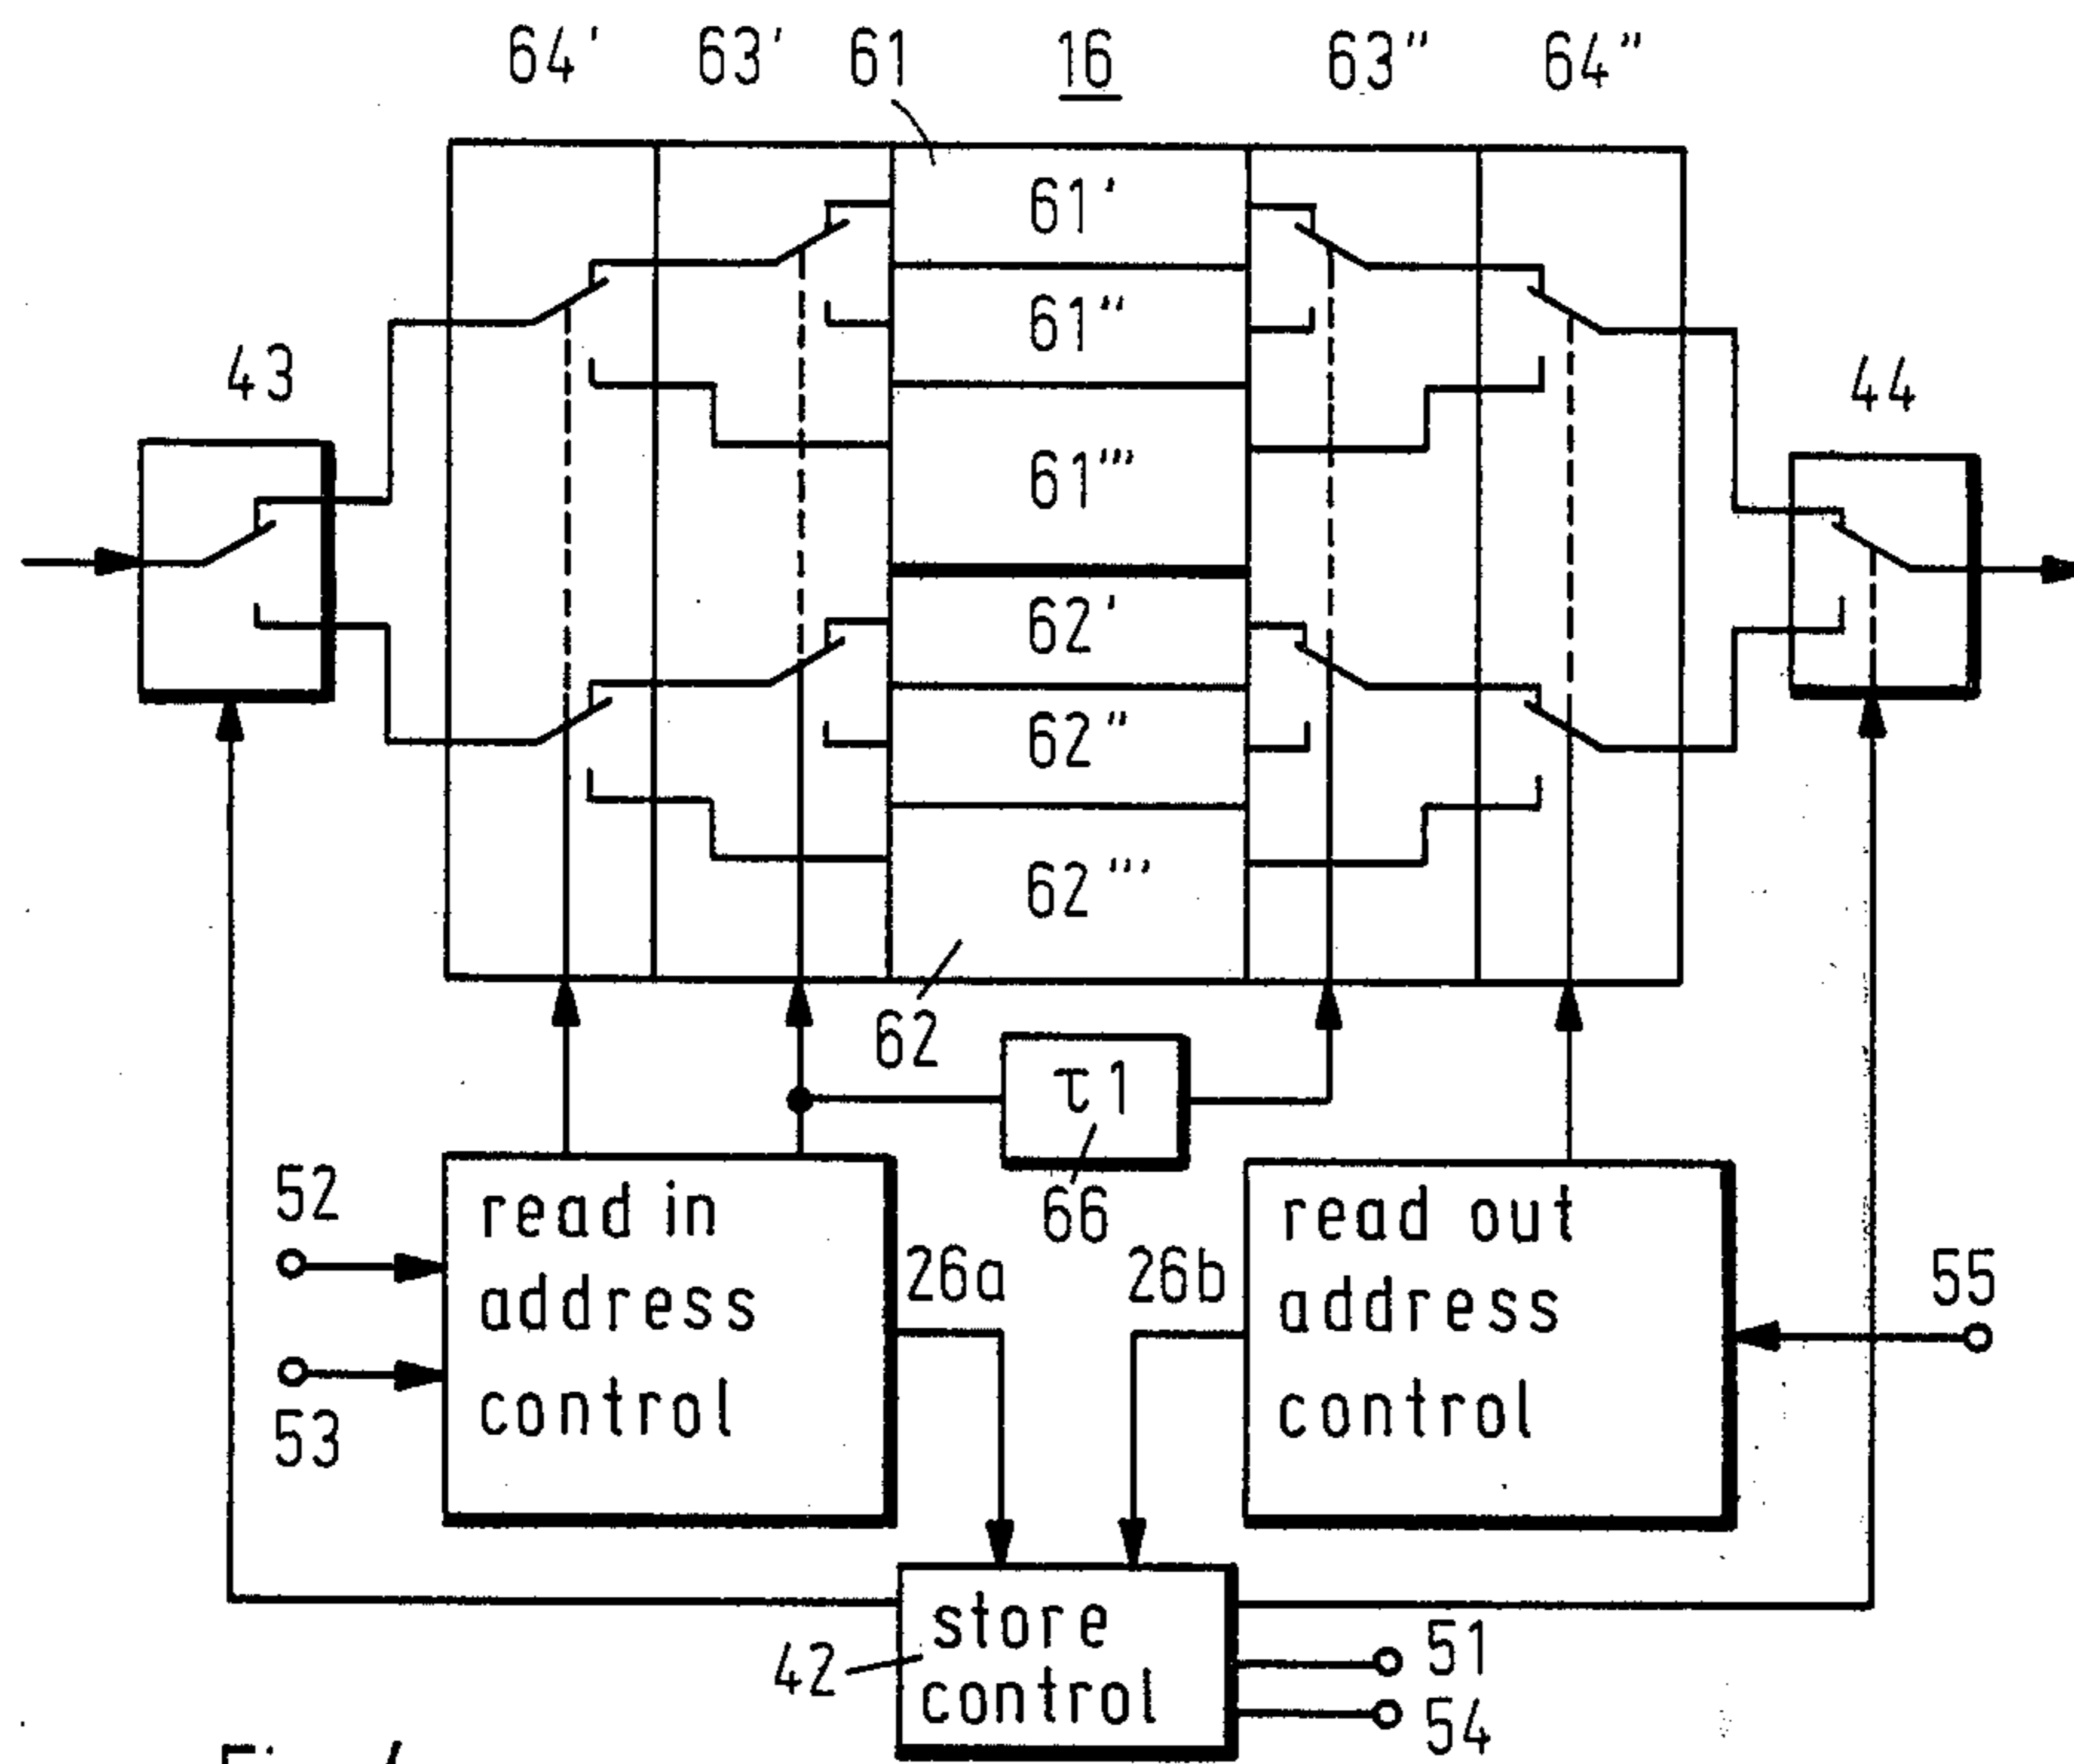 64' 63' 61 16 63" 64"
61'
61"
43
44
61'''
62'
62"
62'''
62
τ1
66
52
read in
address
control
26a
26b
read out
address
control
55
53
store
control
42
51
54